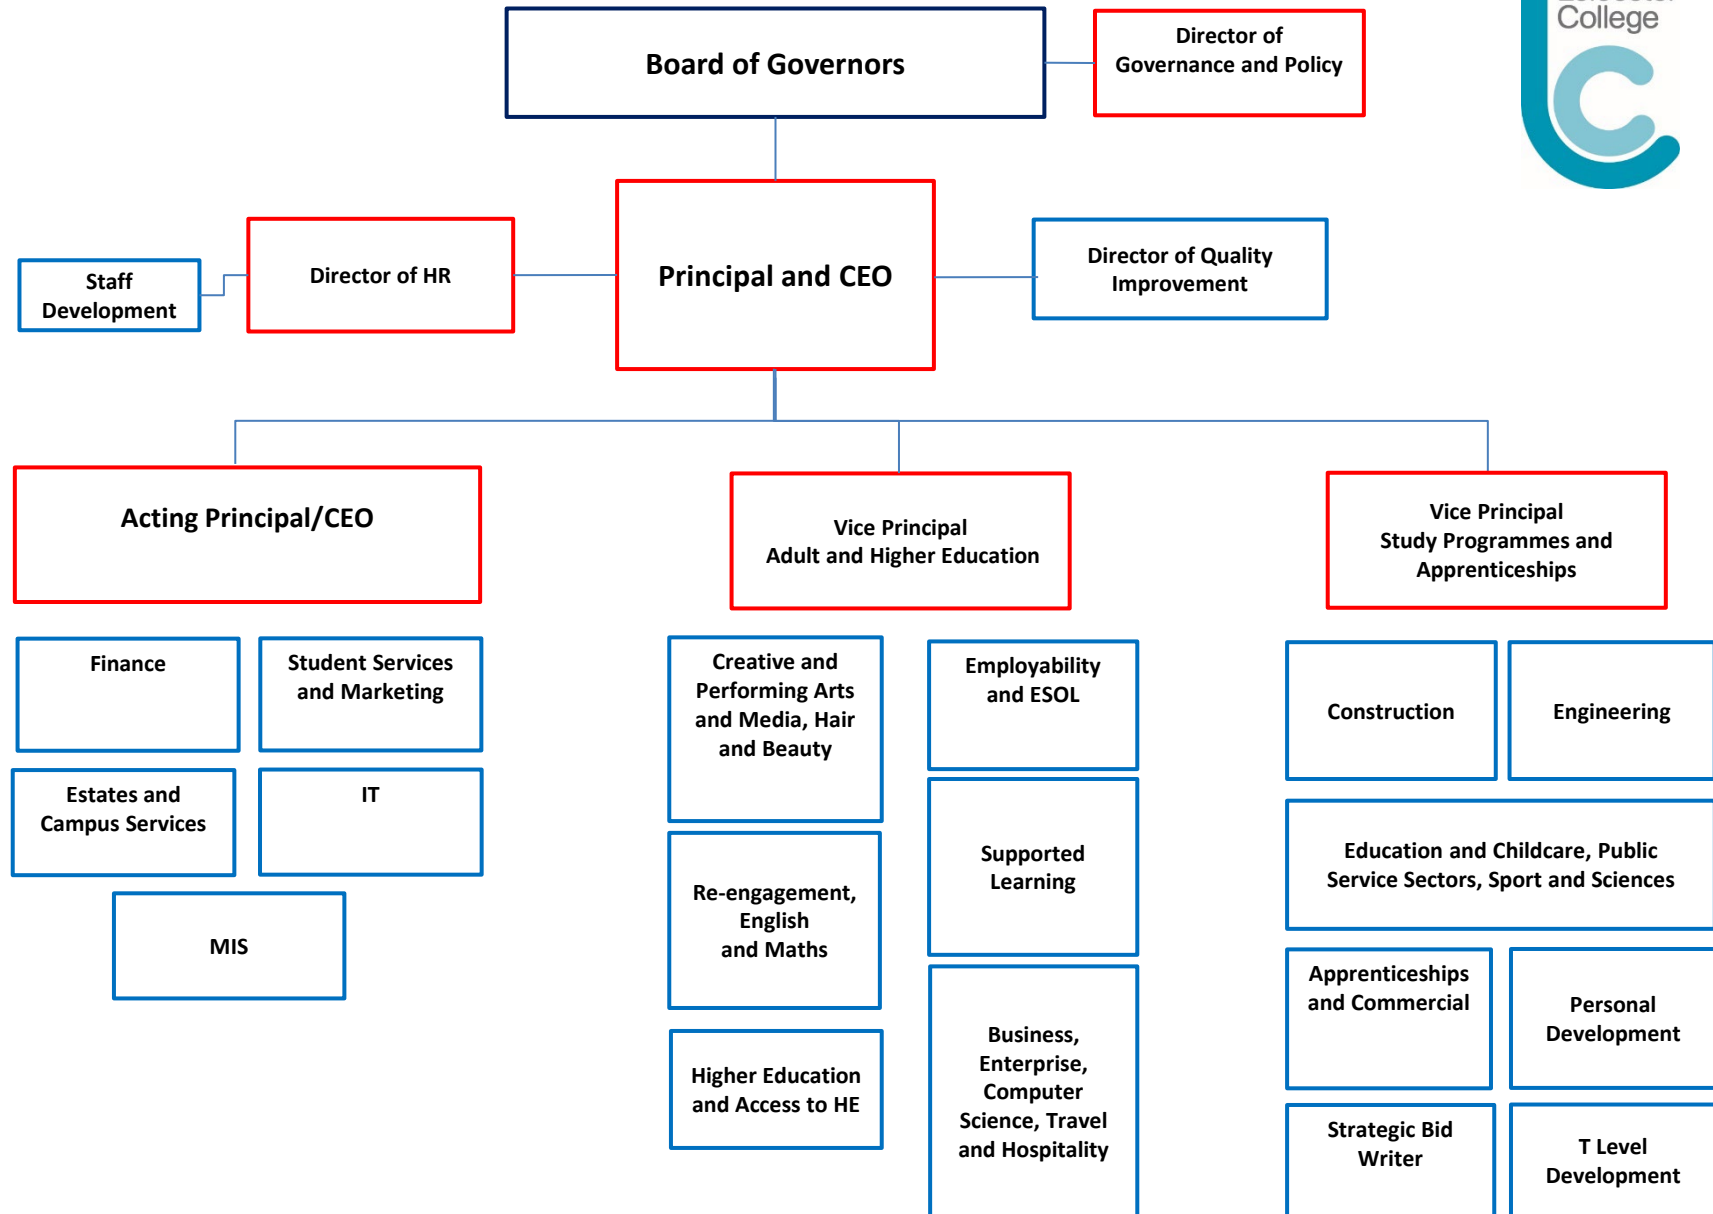 College
Board of Governors
Director of
Governance and Policy
Staff
Development
Director of HR
Principal and CEO
Director of Quality
Improvement
Acting Principal/CEO
Vice Principal
Adult and Higher Education
Vice Principal
Study Programmes and
Apprenticeships
Finance
Student Services
and Marketing
Estates and
Campus Services
IT
MIS
Creative and
Performing Arts
and Media, Hair
and Beauty
Employability
and ESOL
Re-engagement,
English
and Maths
Supported
Learning
Higher Education
and Access to HE
Business,
Enterprise,
Computer
Science, Travel
and Hospitality
Construction
Engineering
Education and Childcare, Public
Service Sectors, Sport and Sciences
Apprenticeships
and Commercial
Personal
Development
Strategic Bid
Writer
T Level
Development